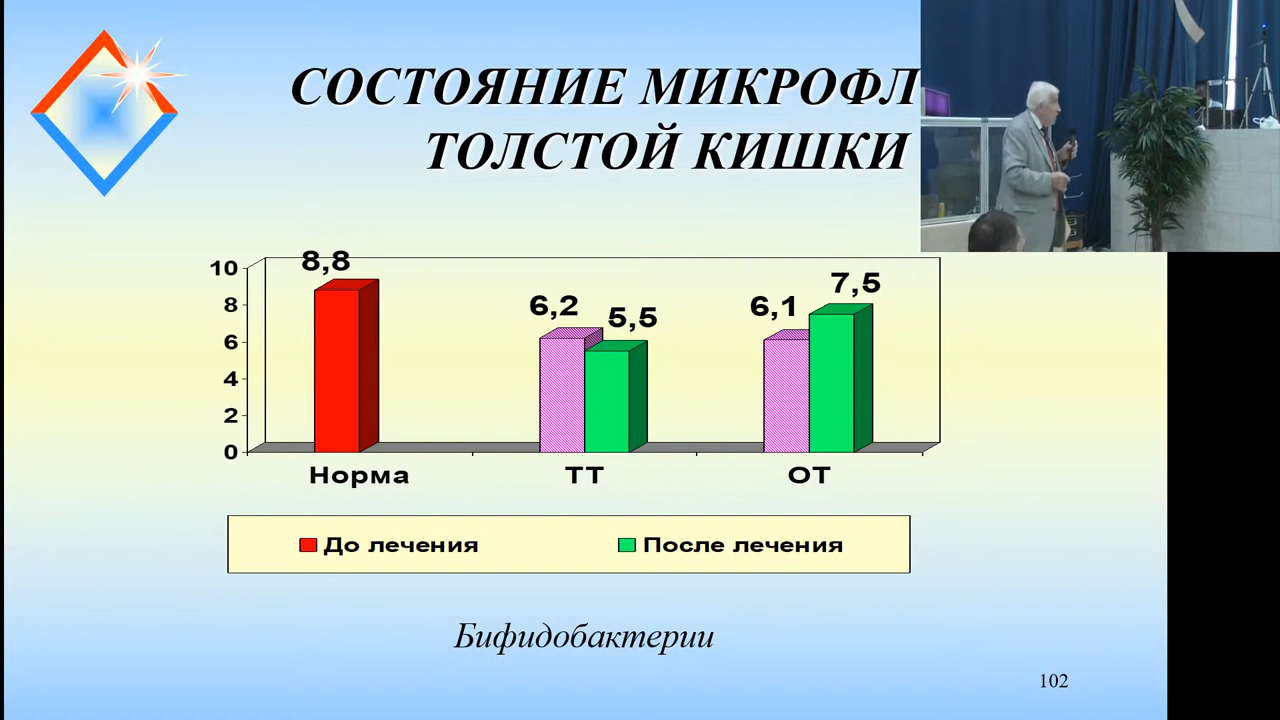 СОСТОЯНИЕ МИКРОФЛ
ТОЛСТОЙ КИШКИ
10
8
6
4
2
0
8,8
6,2
5,5
6,1
7,5
Норма
ТТ
ОТ
До лечения
После лечения
Бифидобактерии
102